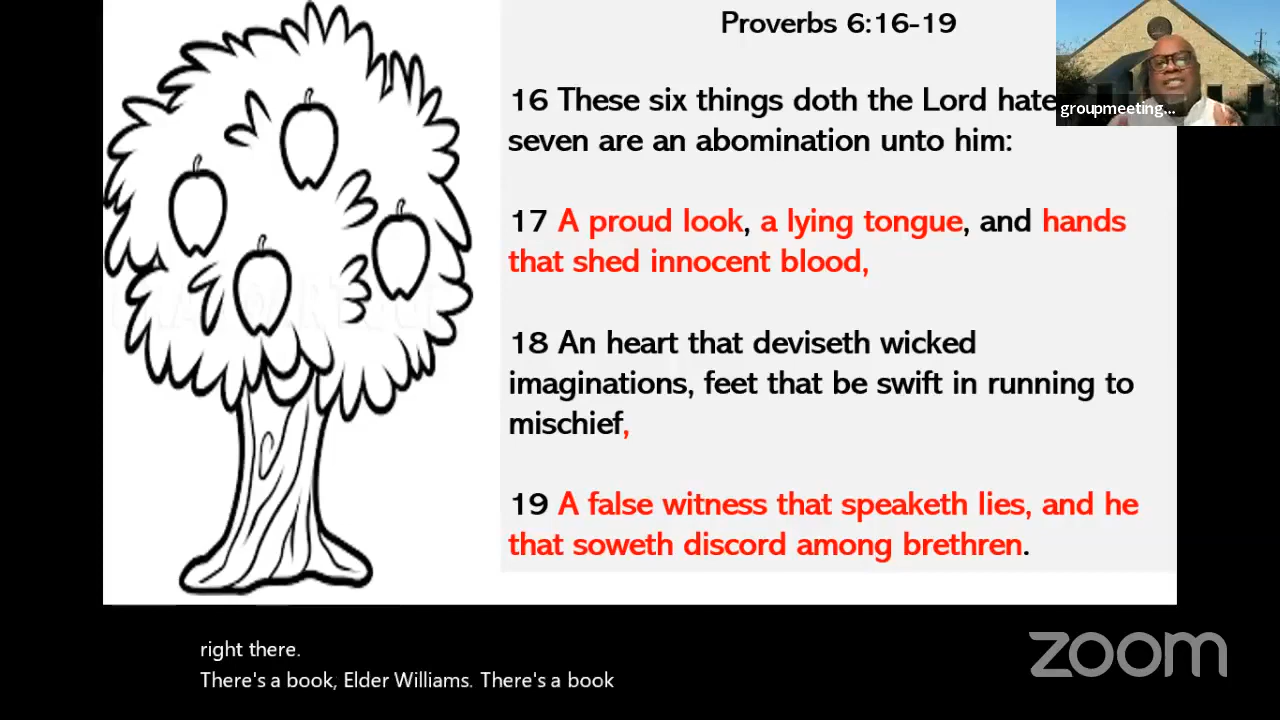 Proverbs 6:16-19
16 These six things doth the Lord hate
seven are an abomination unto him:
17 A proud look, a lying tongue, and hands
that shed innocent blood,
18 An heart that deviseth wicked
imaginations, feet that be swift in running to
mischief,
19 A false witness that speaketh lies, and he
that soweth discord among brethren.
groupmeeting...
right there.
There's a book, Elder Williams. There's a book
zoom